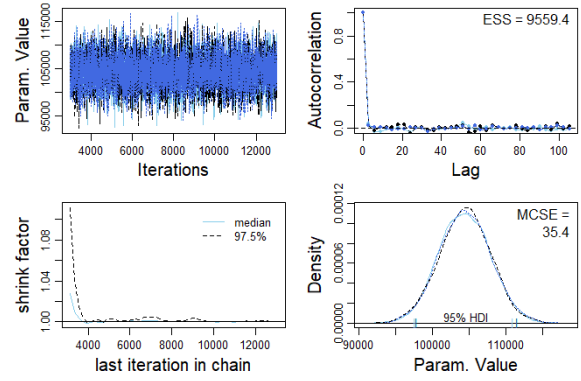 Param. Value
95000 105000 115000
4000 6000 8000 10000 12000
Iterations
Autocorrelation
0.0 0.4 0.8
ESS = 9559.4
0 20 40 60 80 100
Lag
shrink factor
1.00 1.04 1.08
median
97.5%
4000 6000 8000 10000 12000
last iteration in chain
Density
0.00000 0.00006 0.00012
MCSE =
35.4
95% HDI
90000 100000 110000
Param. Value